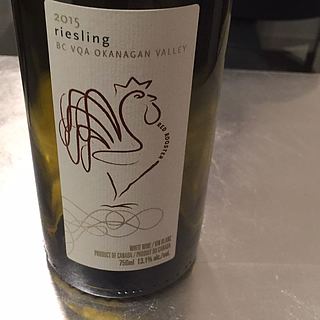 2015
riesling
BC VQA OKANAGAN VALLEY
RED ROOSTER
WHITE WINE / VIN BLANC
PRODUCT OF CANADA / PRODUIT DU CANADA
750ml 13.1% alc./vol.